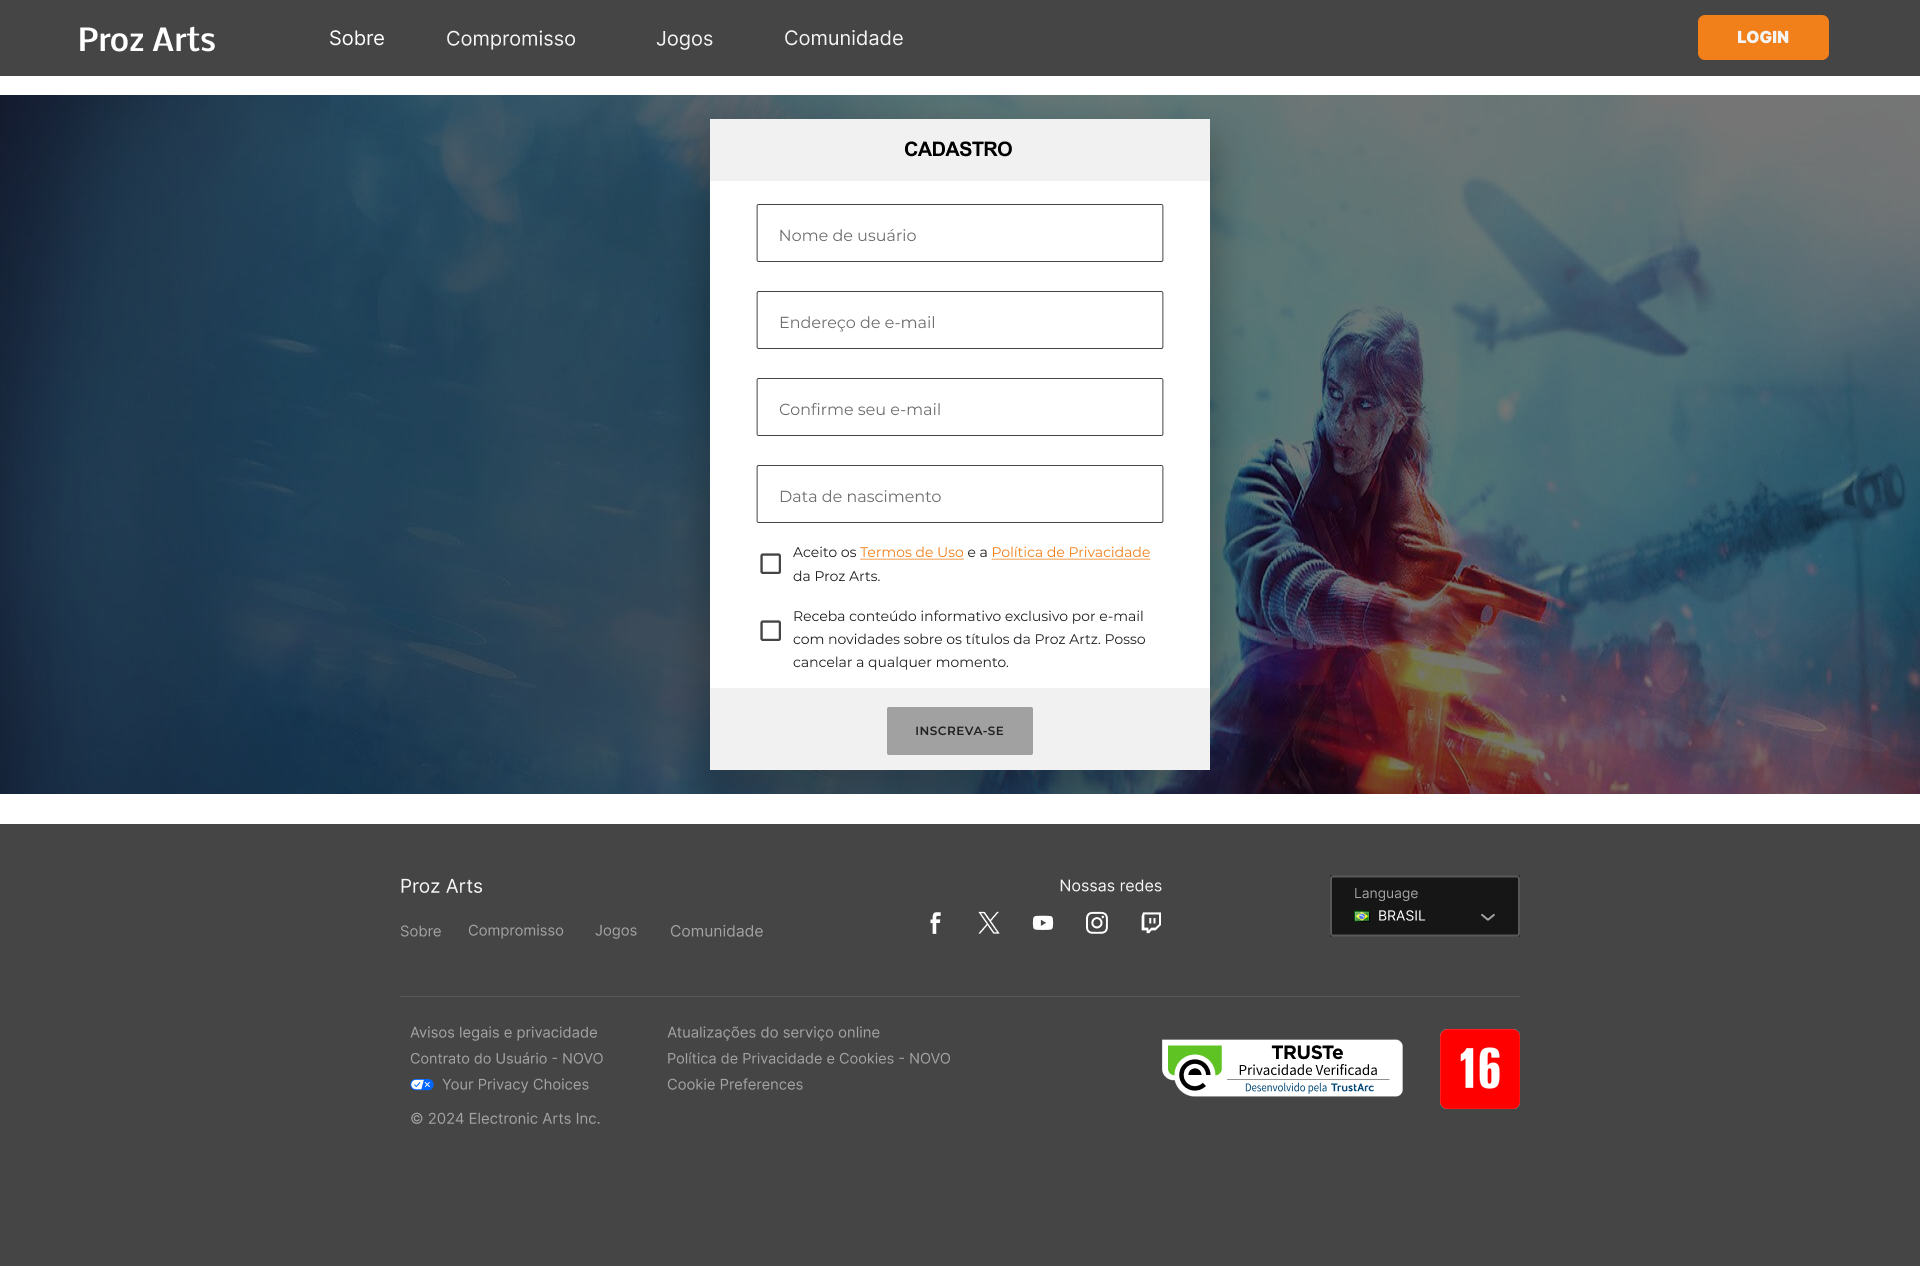 Proz Arts
Sobre
Compromisso
Jogos
Comunidade
LOGIN
CADASTRO
Nome de usuário
Endereço de e-mail
Confirme seu e-mail
Data de nascimento
Aceito os Termos de Uso e a Política de Privacidade
da Proz Arts.
Receba conteúdo informativo exclusivo por e-mail
com novidades sobre os títulos da Proz Artz. Posso
cancelar a qualquer momento.
INSCREVA-SE
Proz Arts
Sobre
Compromisso
Jogos
Comunidade
Nossas redes
Language
BRASIL
Avisos legais e privacidade
Contrato do Usuário - NOVO
Your Privacy Choices
© 2024 Electronic Arts Inc.
Atualizações do serviço online
Política de Privacidade e Cookies - NOVO
Cookie Preferences
TRUSTe
Privacidade Verificada
Desenvolvido pela TrustArc
16